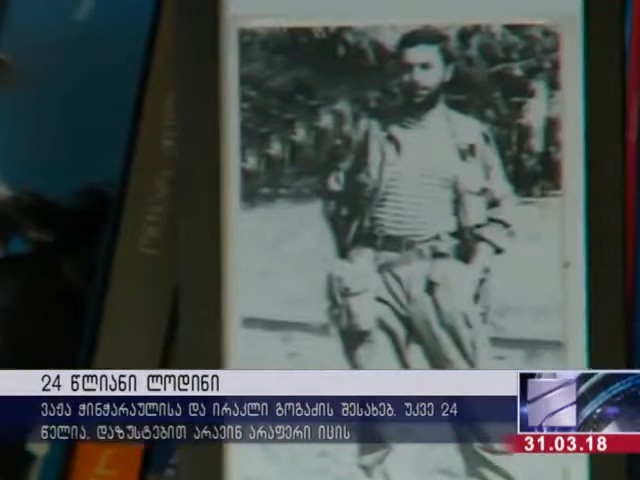 24 წლიანი ლოდინი
ვაჟა ჭინჭარაულისა და ირაკლი გოგაძის შესახებ. უკვე 24
წელია, დაზუსტებით არავინ არაფერი იცის
31.03.18